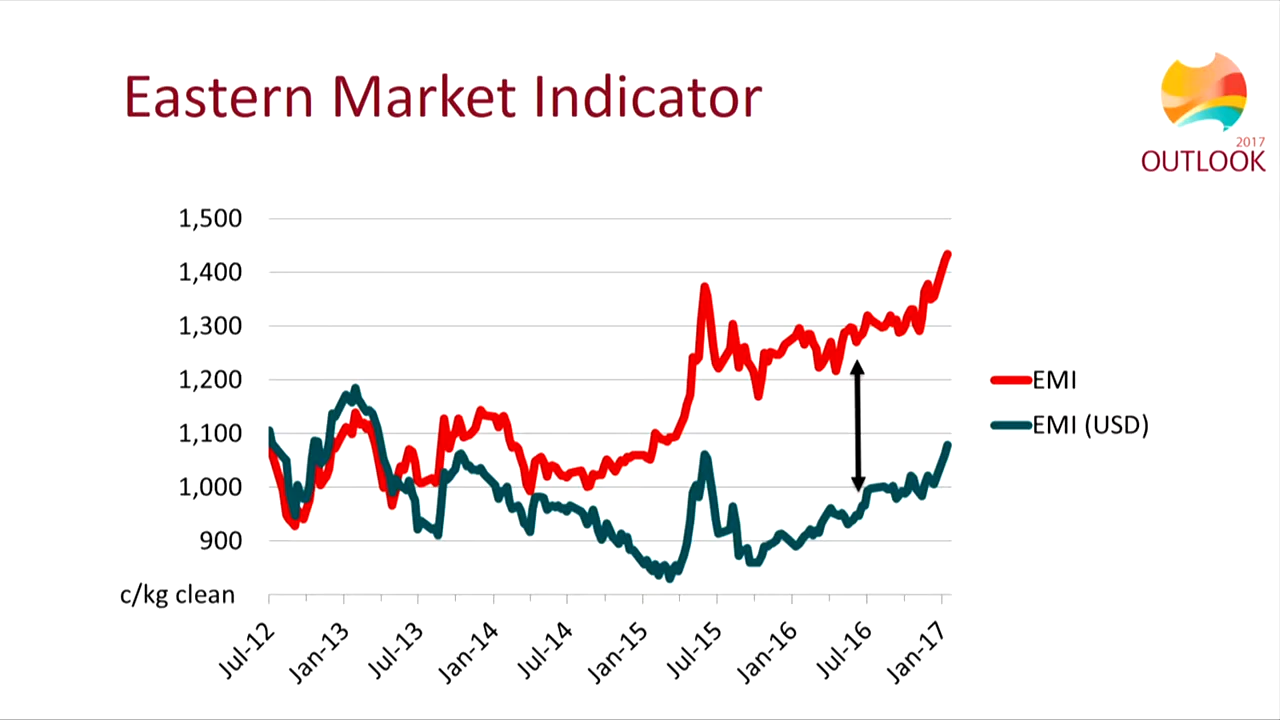 Eastern Market Indicator
2017
OUTLOOK
1,500
1,400
1,300
1,200
1,100
1,000
900
c/kg clean
EMI
EMI (USD)
Jul-12
Jan-13
Jul-13
Jan-14
Jul-14
Jan-15
Jul-15
Jan-16
Jul-16
Jan-17